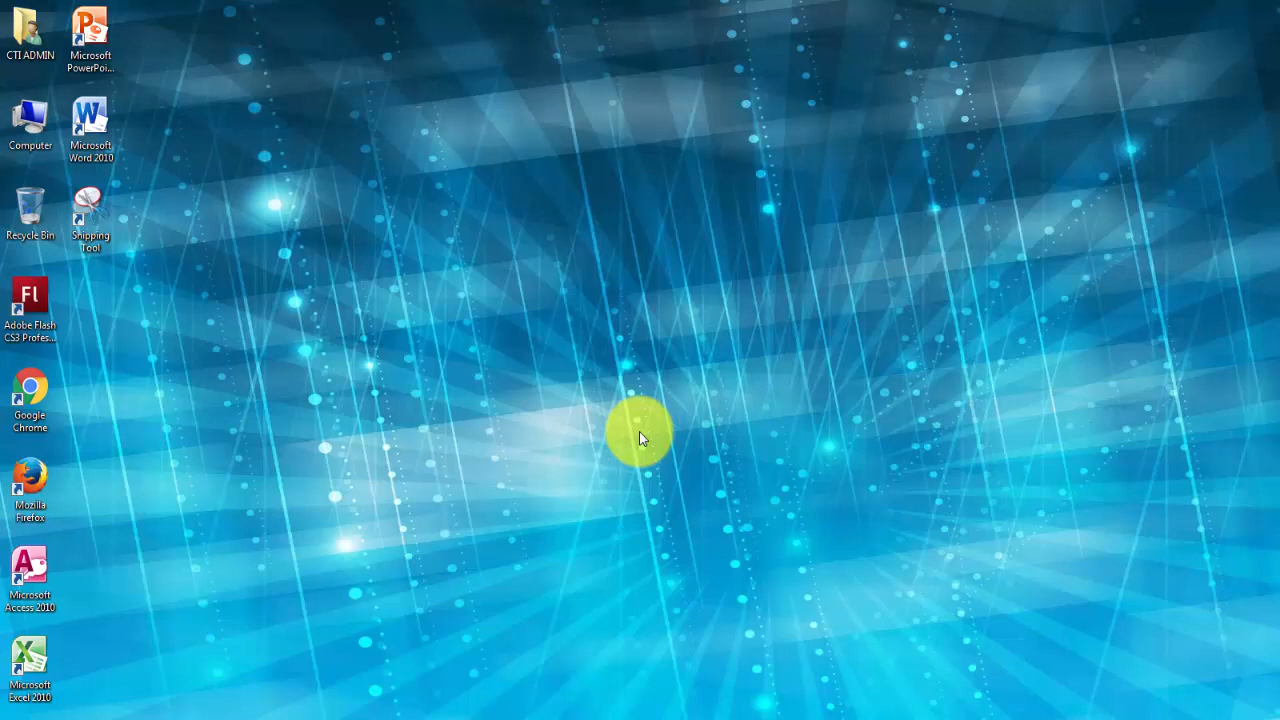 CTI ADMIN
Microsoft
PowerPoi...
Computer
Microsoft
Word 2010
Recycle Bin
Snipping
Tool
Fl
Adobe Flash
CS3 Profes...
Google
Chrome
Mozilla
Firefox
Microsoft
Access 2010
Microsoft
Excel 2010